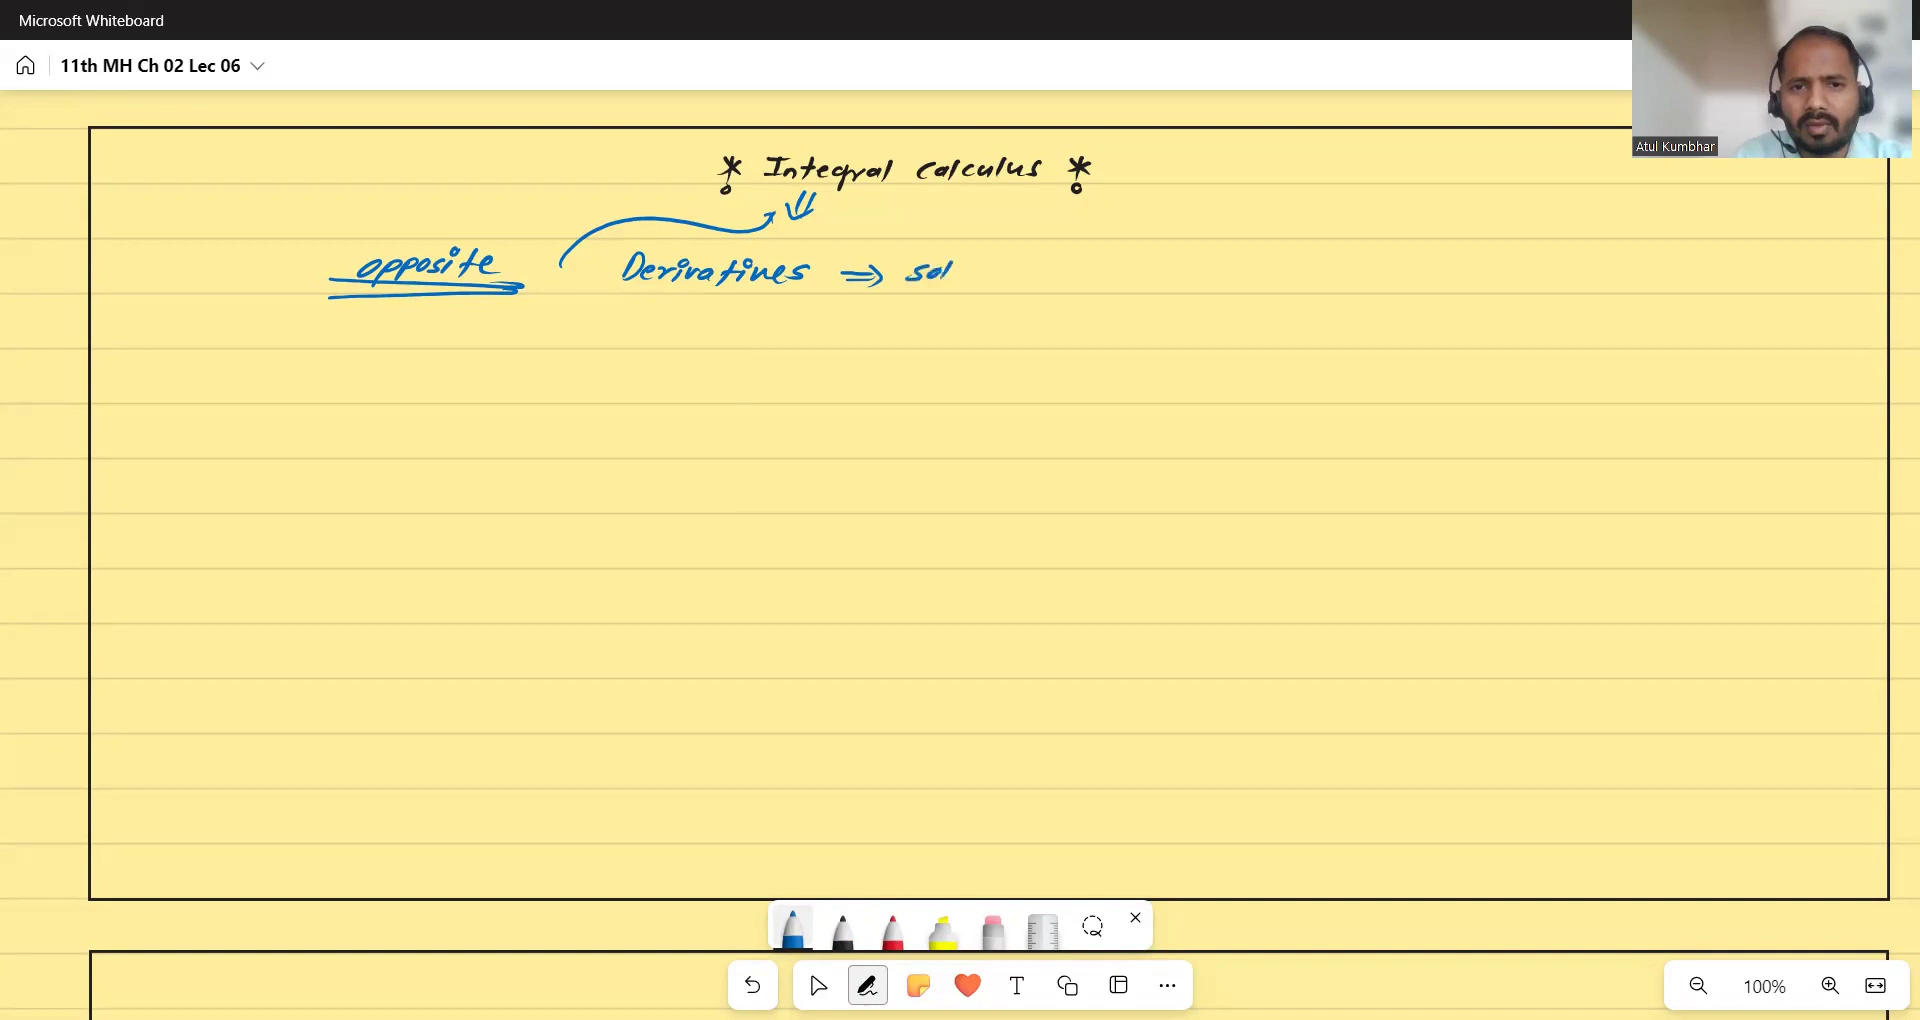 Microsoft Whiteboard
11th MH Ch 02 Lec 06
Atul Kumbhar
* Integral calculus *
opposite Derivatives ⇒ sol
100%